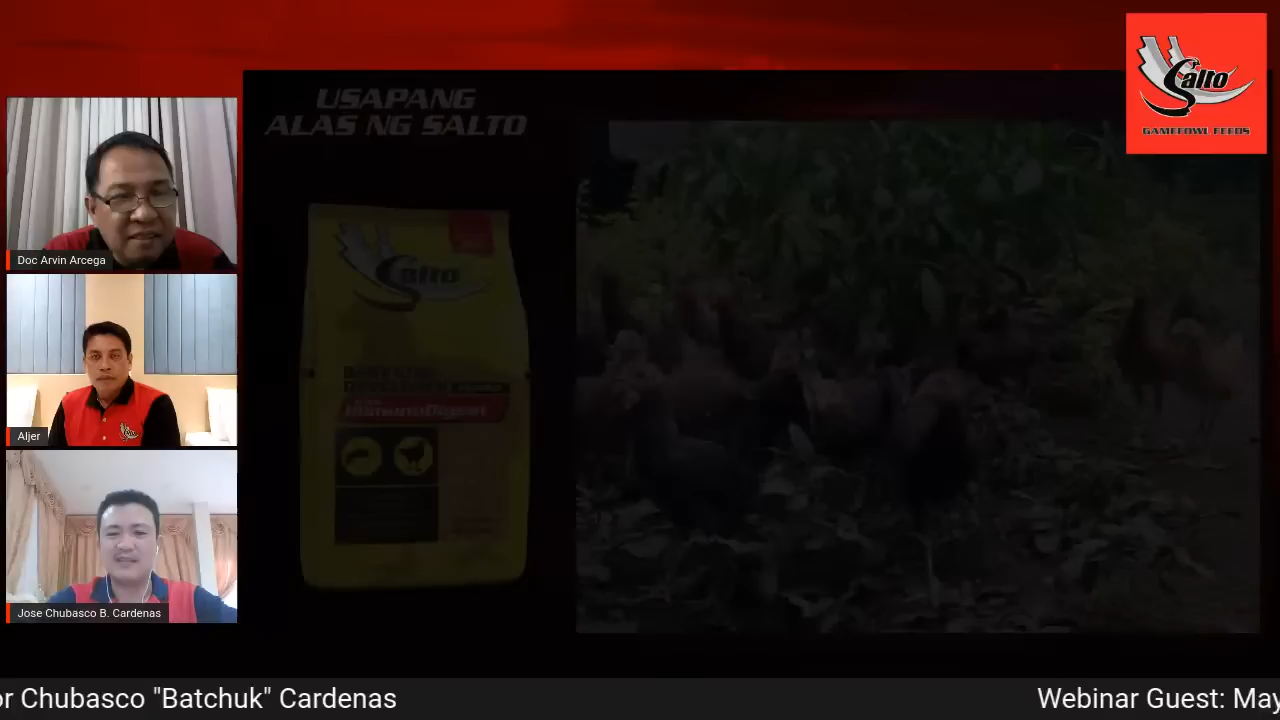 USAPANG
ALAS NG SALTO
Salto
GAMEFOWL FEEDS
Doc Arvin Arcega
Aljer
Jose Chubasco B. Cardenas
Salto
or Chubasco "Batchuk" Cardenas
Webinar Guest: May